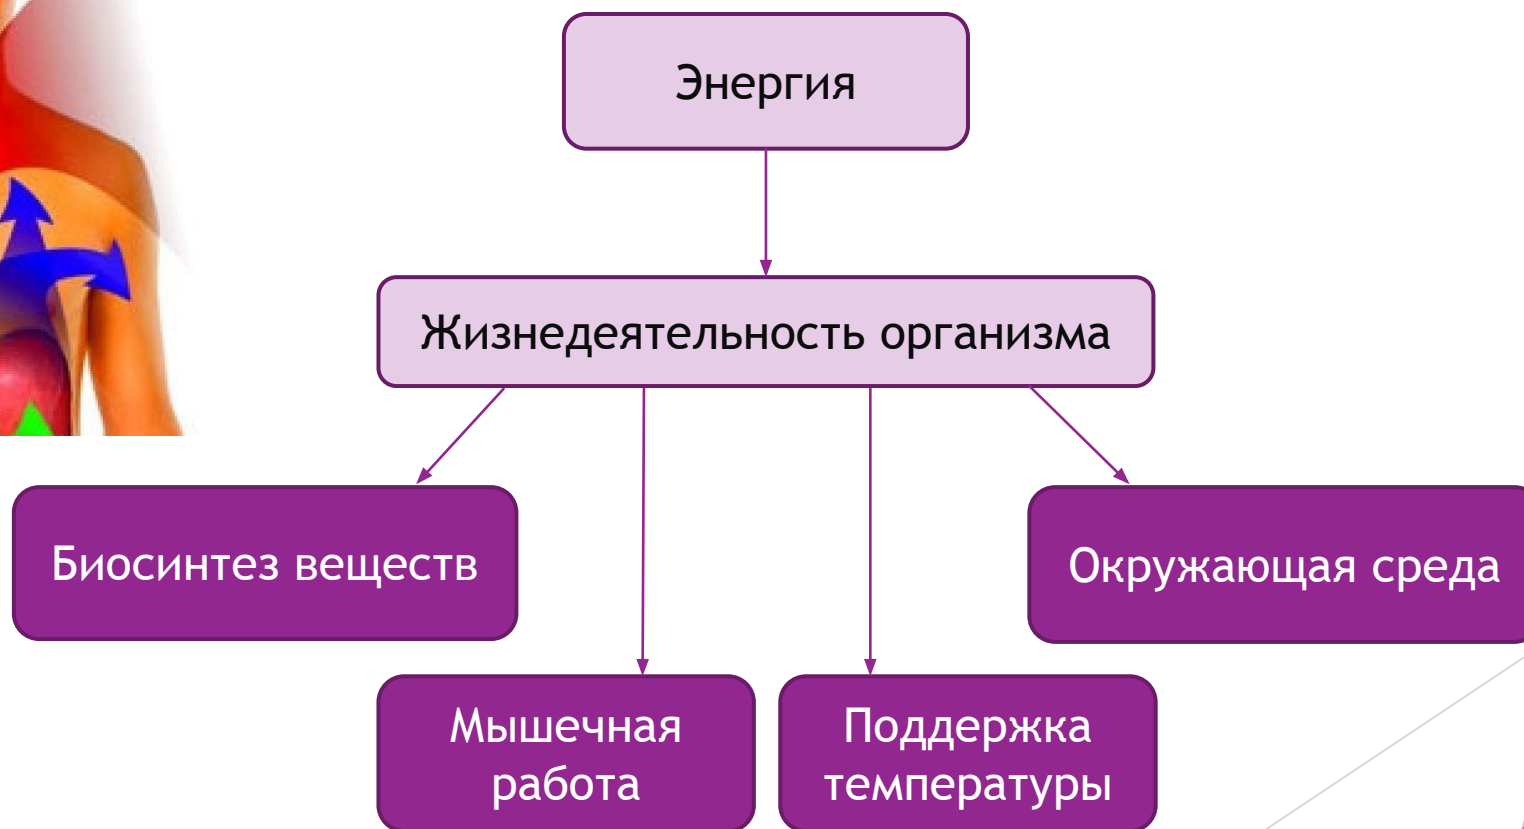 Энергия
Жизнедеятельность организма
Биосинтез веществ
Окружающая среда
Мышечная
работа
Поддержка
температуры